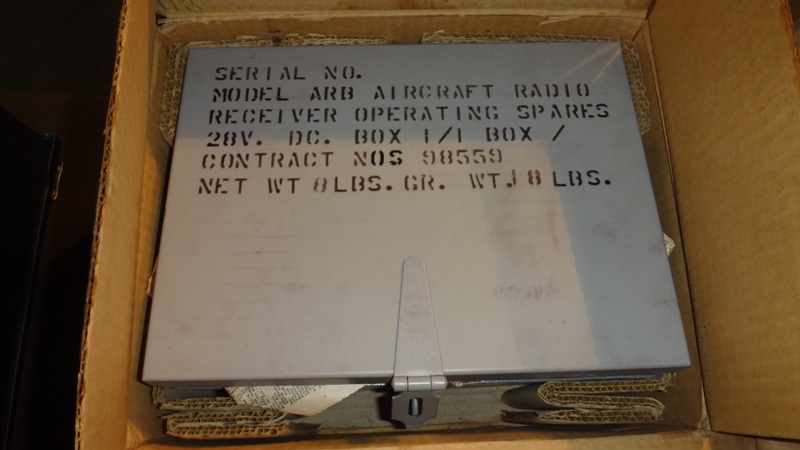 SERIAL NO.
MODEL ARB AIRCRAFT RADIO
RECEIVER OPERATING SPARES
28V. DC. BOX 1/1 BOX /
CONTRACT NOS 98559
NET WT 8 LBS. GR. WT. 18 LBS.